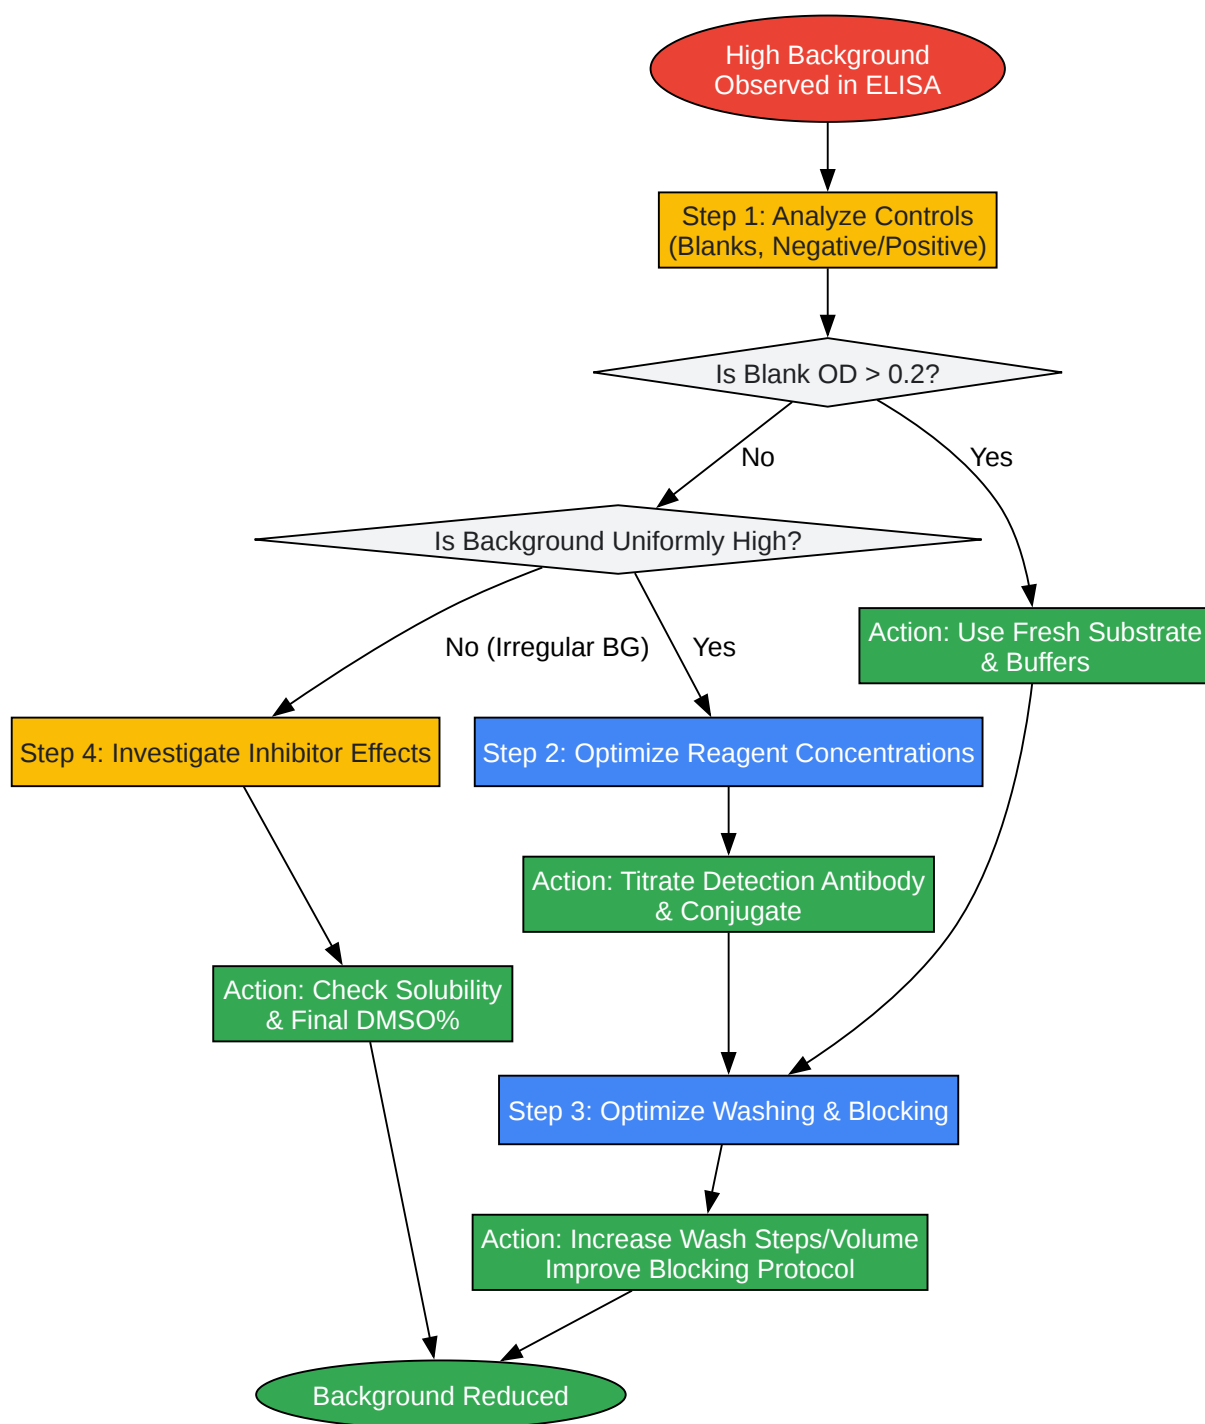 High Background
Observed in ELISA
Step 1: Analyze Controls
(Blanks, Negative/Positive)
Is Blank OD > 0.2?
No
Yes
Is Background Uniformly High?
Action: Use Fresh Substrate
& Buffers
No (Irregular BG)
Yes
Step 4: Investigate Inhibitor Effects
Step 2: Optimize Reagent Concentrations
Action: Titrate Detection Antibody
& Conjugate
Action: Check Solubility
& Final DMSO%
Step 3: Optimize Washing & Blocking
Action: Increase Wash Steps/Volume
Improve Blocking Protocol
Background Reduced